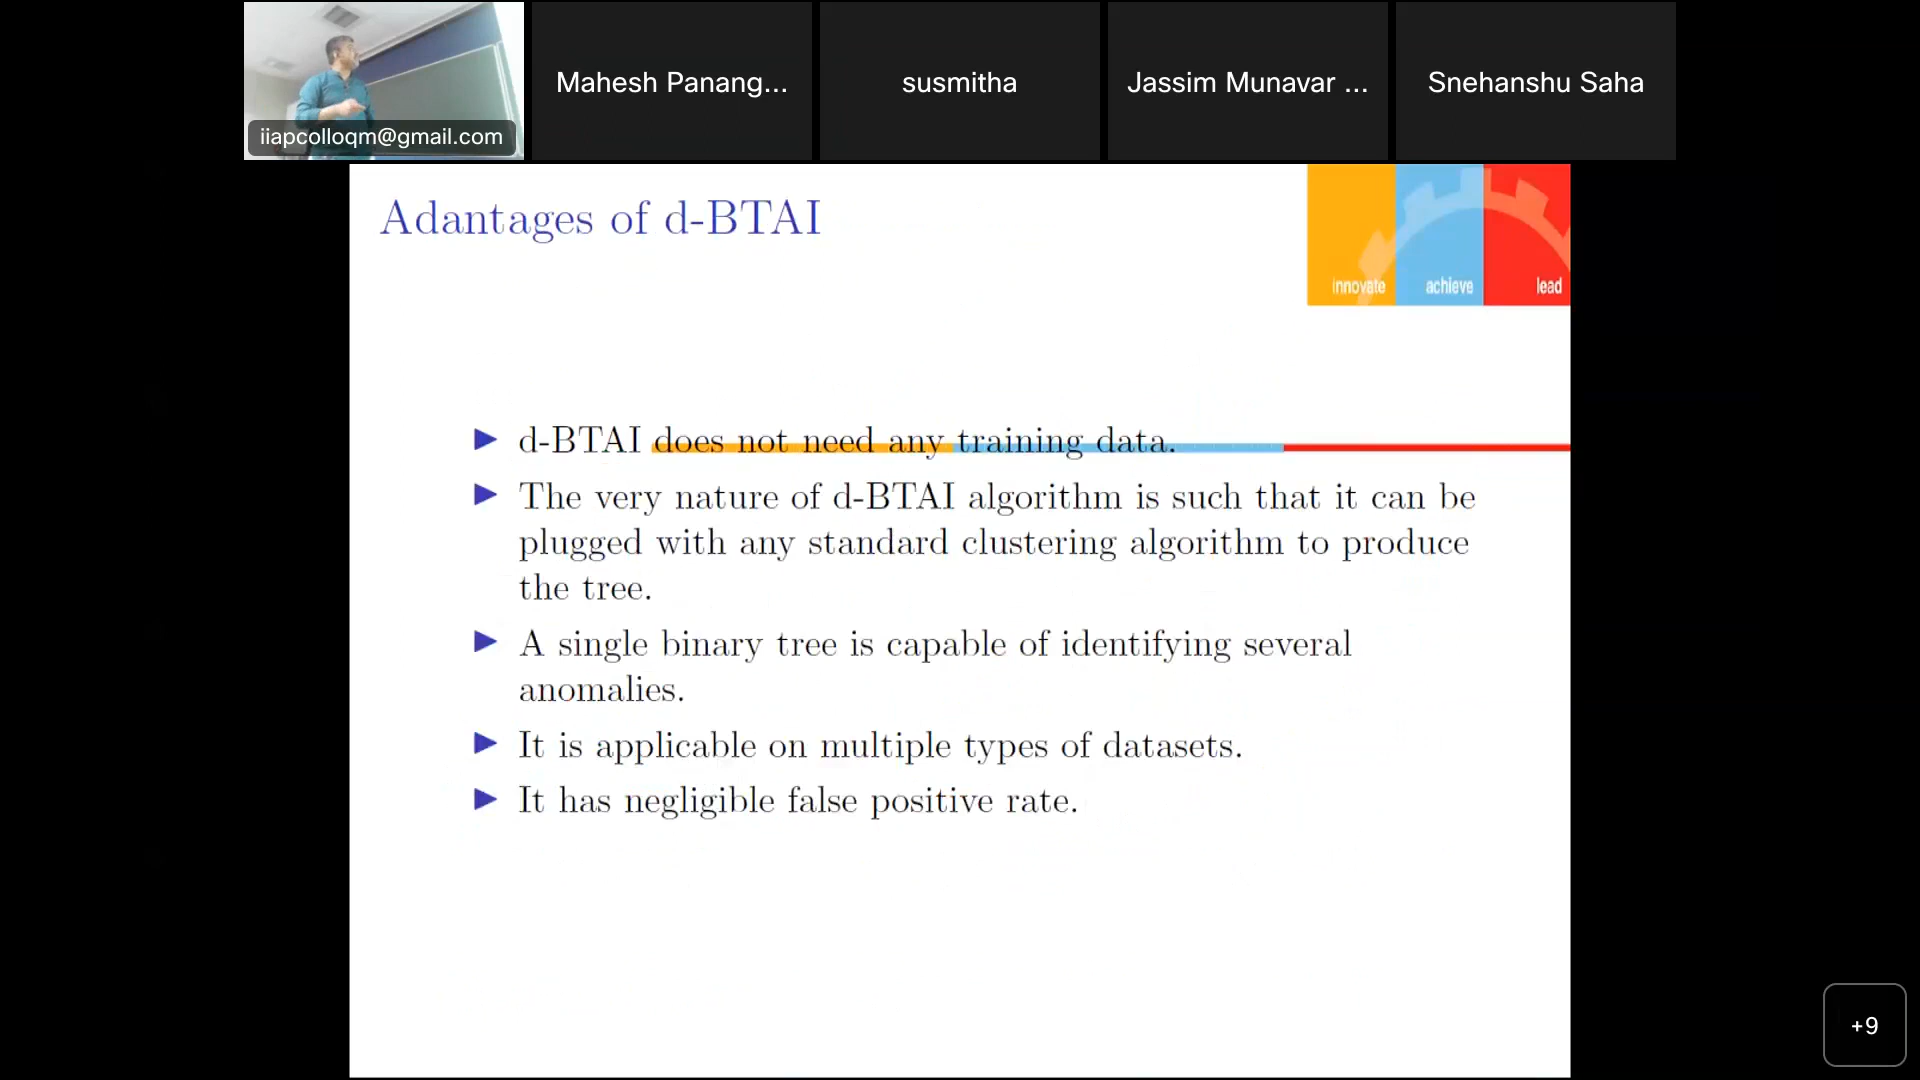 iiapcolloqm@gmail.com
Mahesh Panang...
susmitha
Jassim Munavar ...
Snehanshu Saha
Adantages of d-BTAI
innovate achieve lead
d-BTAI does not need any training data.
The very nature of d-BTAI algorithm is such that it can be
plugged with any standard clustering algorithm to produce
the tree.
A single binary tree is capable of identifying several
anomalies.
It is applicable on multiple types of datasets.
It has negligible false positive rate.
+9